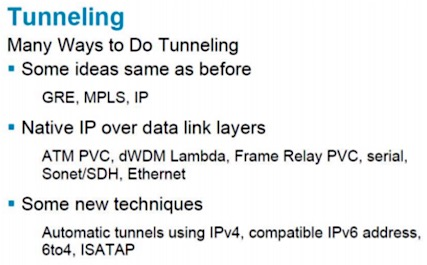 Tunneling
Many Ways to Do Tunneling
▪ Some ideas same as before
GRE, MPLS, IP
▪ Native IP over data link layers
ATM PVC, dWDM Lambda, Frame Relay PVC, serial,
Sonet/SDH, Ethernet
▪ Some new techniques
Automatic tunnels using IPv4, compatible IPv6 address,
6to4, ISATAP